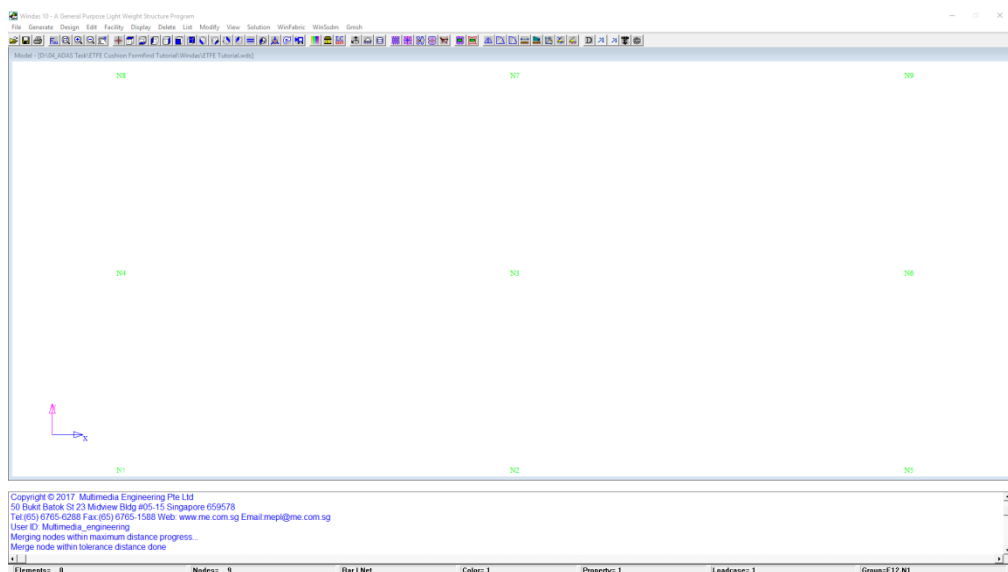 Windas 10 - A General Purpose Light Weight Structure Program
File Generate Design Edit Facility Display Delete List Modify View Solution WinFabric WinSudm Gmsh
Model - [D:\04_ADAS Task\ETFE Cushion Formfind Tutorial\Windas\ETFE Tutorial.wdc]
N8 N7 N9
N4 N3 N6
X
N1 N2 N5
Copyright © 2017 Multimedia Engineering Pte Ltd
50 Bukit Batok St 23 Midview Bldg #05-15 Singapore 659578
Tel:(65) 6765-6288 Fax:(65) 6765-1588 Web: www.me.com.sg Email:mepl@me.com.sg
User ID: Multimedia_engineering
Merging nodes within maximum distance progress...
Merge node within tolerance distance done
Elements= 0 Nodes= 9 Bar LNet Color= 1 Property= 1 Loadcase= 1 Group=E12,N1